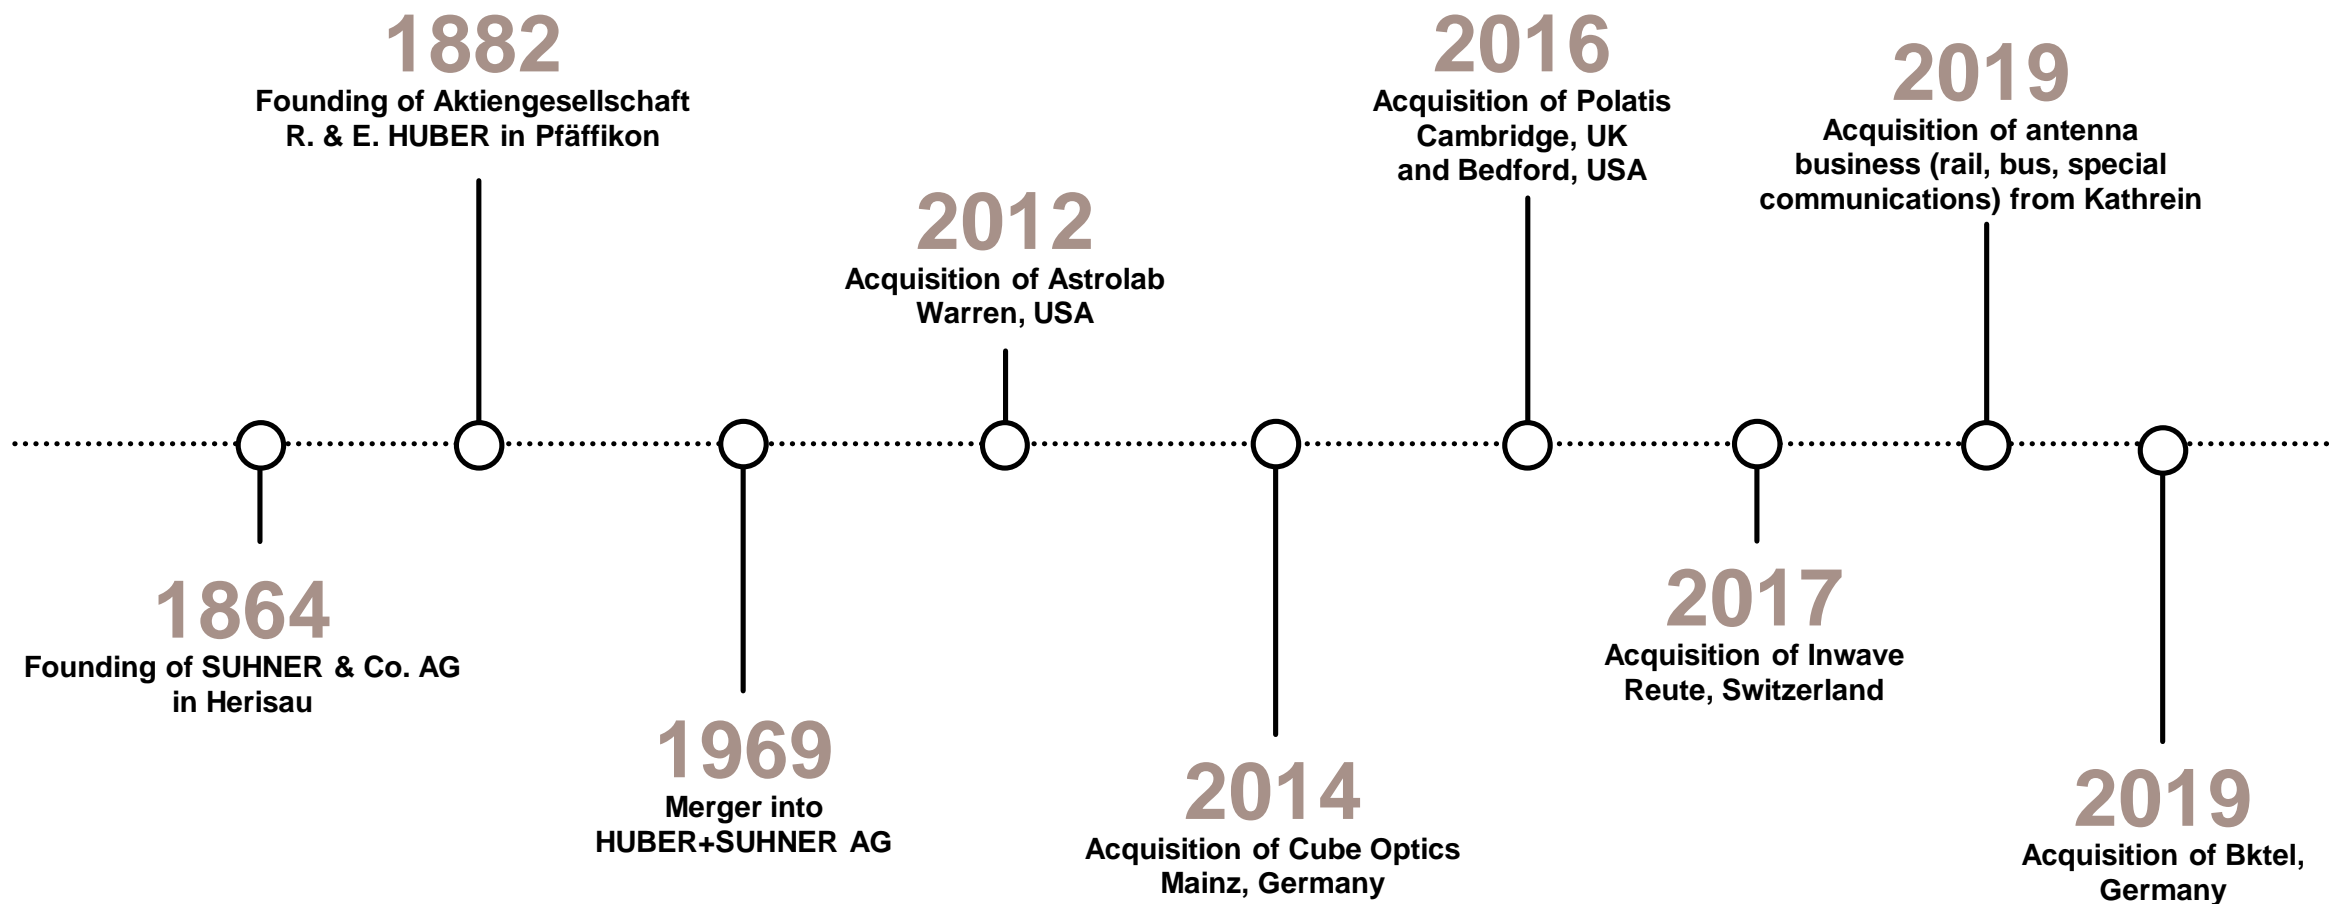 1882
Founding of Aktiengesellschaft
R. & E. HUBER in Pfäffikon
2016
Acquisition of Polatis
Cambridge, UK
and Bedford, USA
2019
Acquisition of antenna
business (rail, bus, special
communications) from Kathrein
2012
Acquisition of Astrolab
Warren, USA
1864
Founding of SUHNER & Co. AG
in Herisau
1969
Merger into
HUBER+SUHNER AG
2014
Acquisition of Cube Optics
Mainz, Germany
2017
Acquisition of Inwave
Reute, Switzerland
2019
Acquisition of Bktel,
Germany